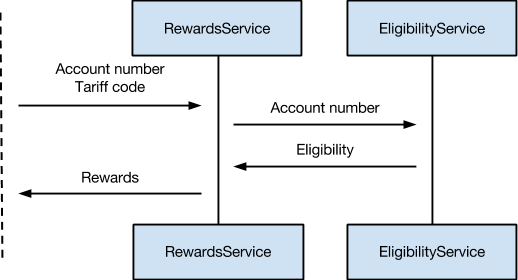 RewardsService
EligibilityService
Account number
Tariff code
Account number
Eligibility
Rewards
RewardsService
EligibilityService